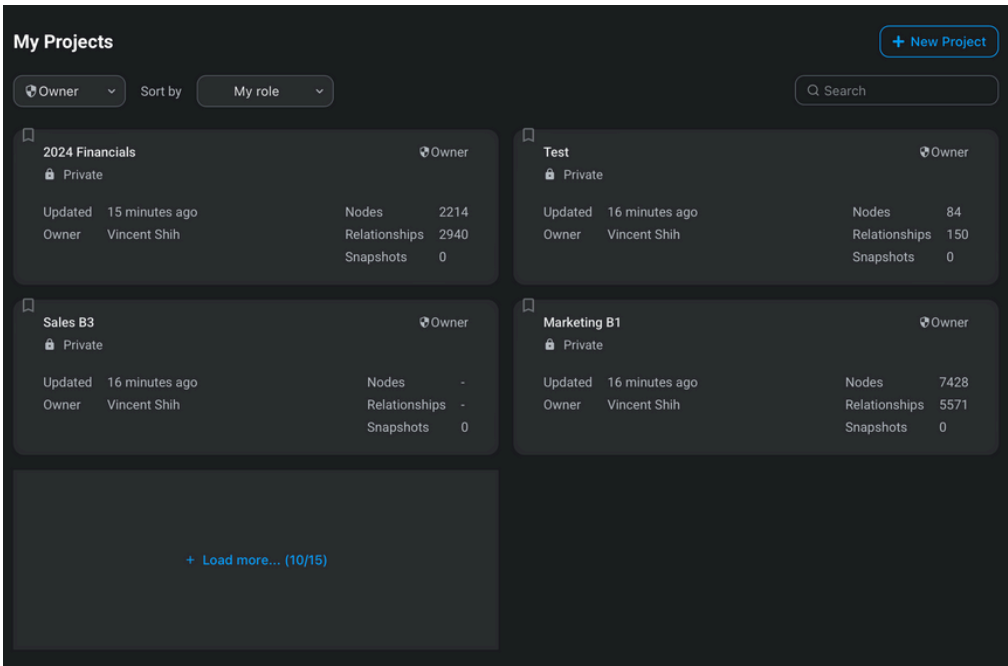 My Projects
+ New Project
Owner
Sort by
My role
Search
2024 Financials
Owner
Private
Updated 15 minutes ago
Nodes 2214
Owner Vincent Shih
Relationships 2940
Snapshots 0
Test
Owner
Private
Updated 16 minutes ago
Nodes 84
Owner Vincent Shih
Relationships 150
Snapshots 0
Sales B3
Owner
Private
Updated 16 minutes ago
Nodes -
Owner Vincent Shih
Relationships -
Snapshots 0
Marketing B1
Owner
Private
Updated 16 minutes ago
Nodes 7428
Owner Vincent Shih
Relationships 5571
Snapshots 0
+ Load more... (10/15)